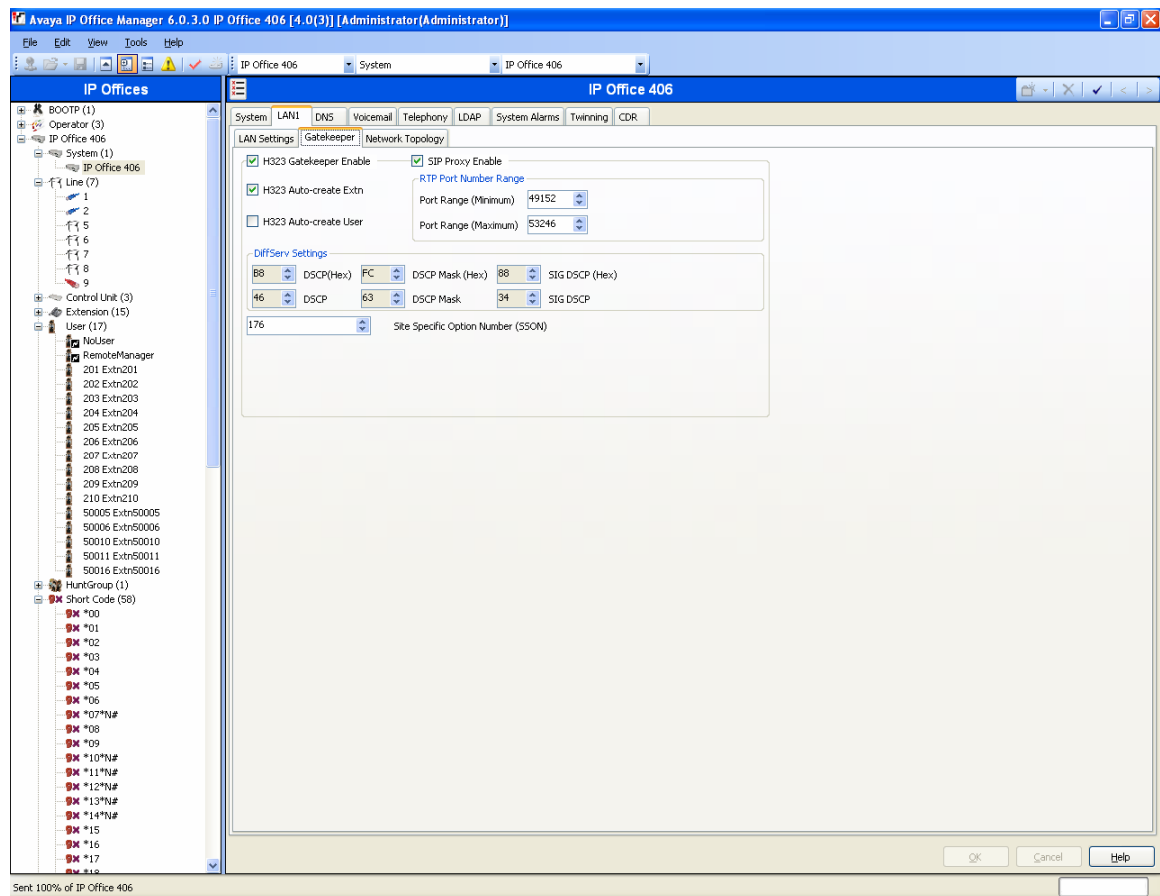 Avaya IP Office Manager 6.0.3.0 IP Office 406 [4.0(3)] [Administrator(Administrator)]
File Edit View Tools Help
IP Office 406 System IP Office 406
IP Offices
BOOTP (1)
Operator (3)
IP Office 406
System (1)
IP Office 406
Line (7)
1
2
5
6
7
8
9
Control Unit (3)
Extension (15)
User (17)
NoUser
RemoteManager
201 Extn201
202 Extn202
203 Extn203
204 Extn204
205 Extn205
206 Extn206
207 Extn207
208 Extn208
209 Extn209
210 Extn210
50005 Extn50005
50006 Extn50006
50010 Extn50010
50011 Extn50011
50016 Extn50016
HuntGroup (1)
Short Code (58)
*00
*01
*02
*03
*04
*05
*06
*07*N#
*08
*09
*10*N#
*11*N#
*12*N#
*13*N#
*14*N#
*15
*16
*17
*18
IP Office 406
System LAN1 DNS Voicemail Telephony LDAP System Alarms Twinning CDR
LAN Settings Gatekeeper Network Topology
H323 Gatekeeper Enable SIP Proxy Enable
RTP Port Number Range
H323 Auto-create Extn Port Range (Minimum) 49152
H323 Auto-create User Port Range (Maximum) 53246
DiffServ Settings
B8 DSCP(Hex) FC DSCP Mask (Hex) 88 SIG DSCP (Hex)
46 DSCP 63 DSCP Mask 34 SIG DSCP
176 Site Specific Option Number (SSON)
OK Cancel Help
Sent 100% of IP Office 406